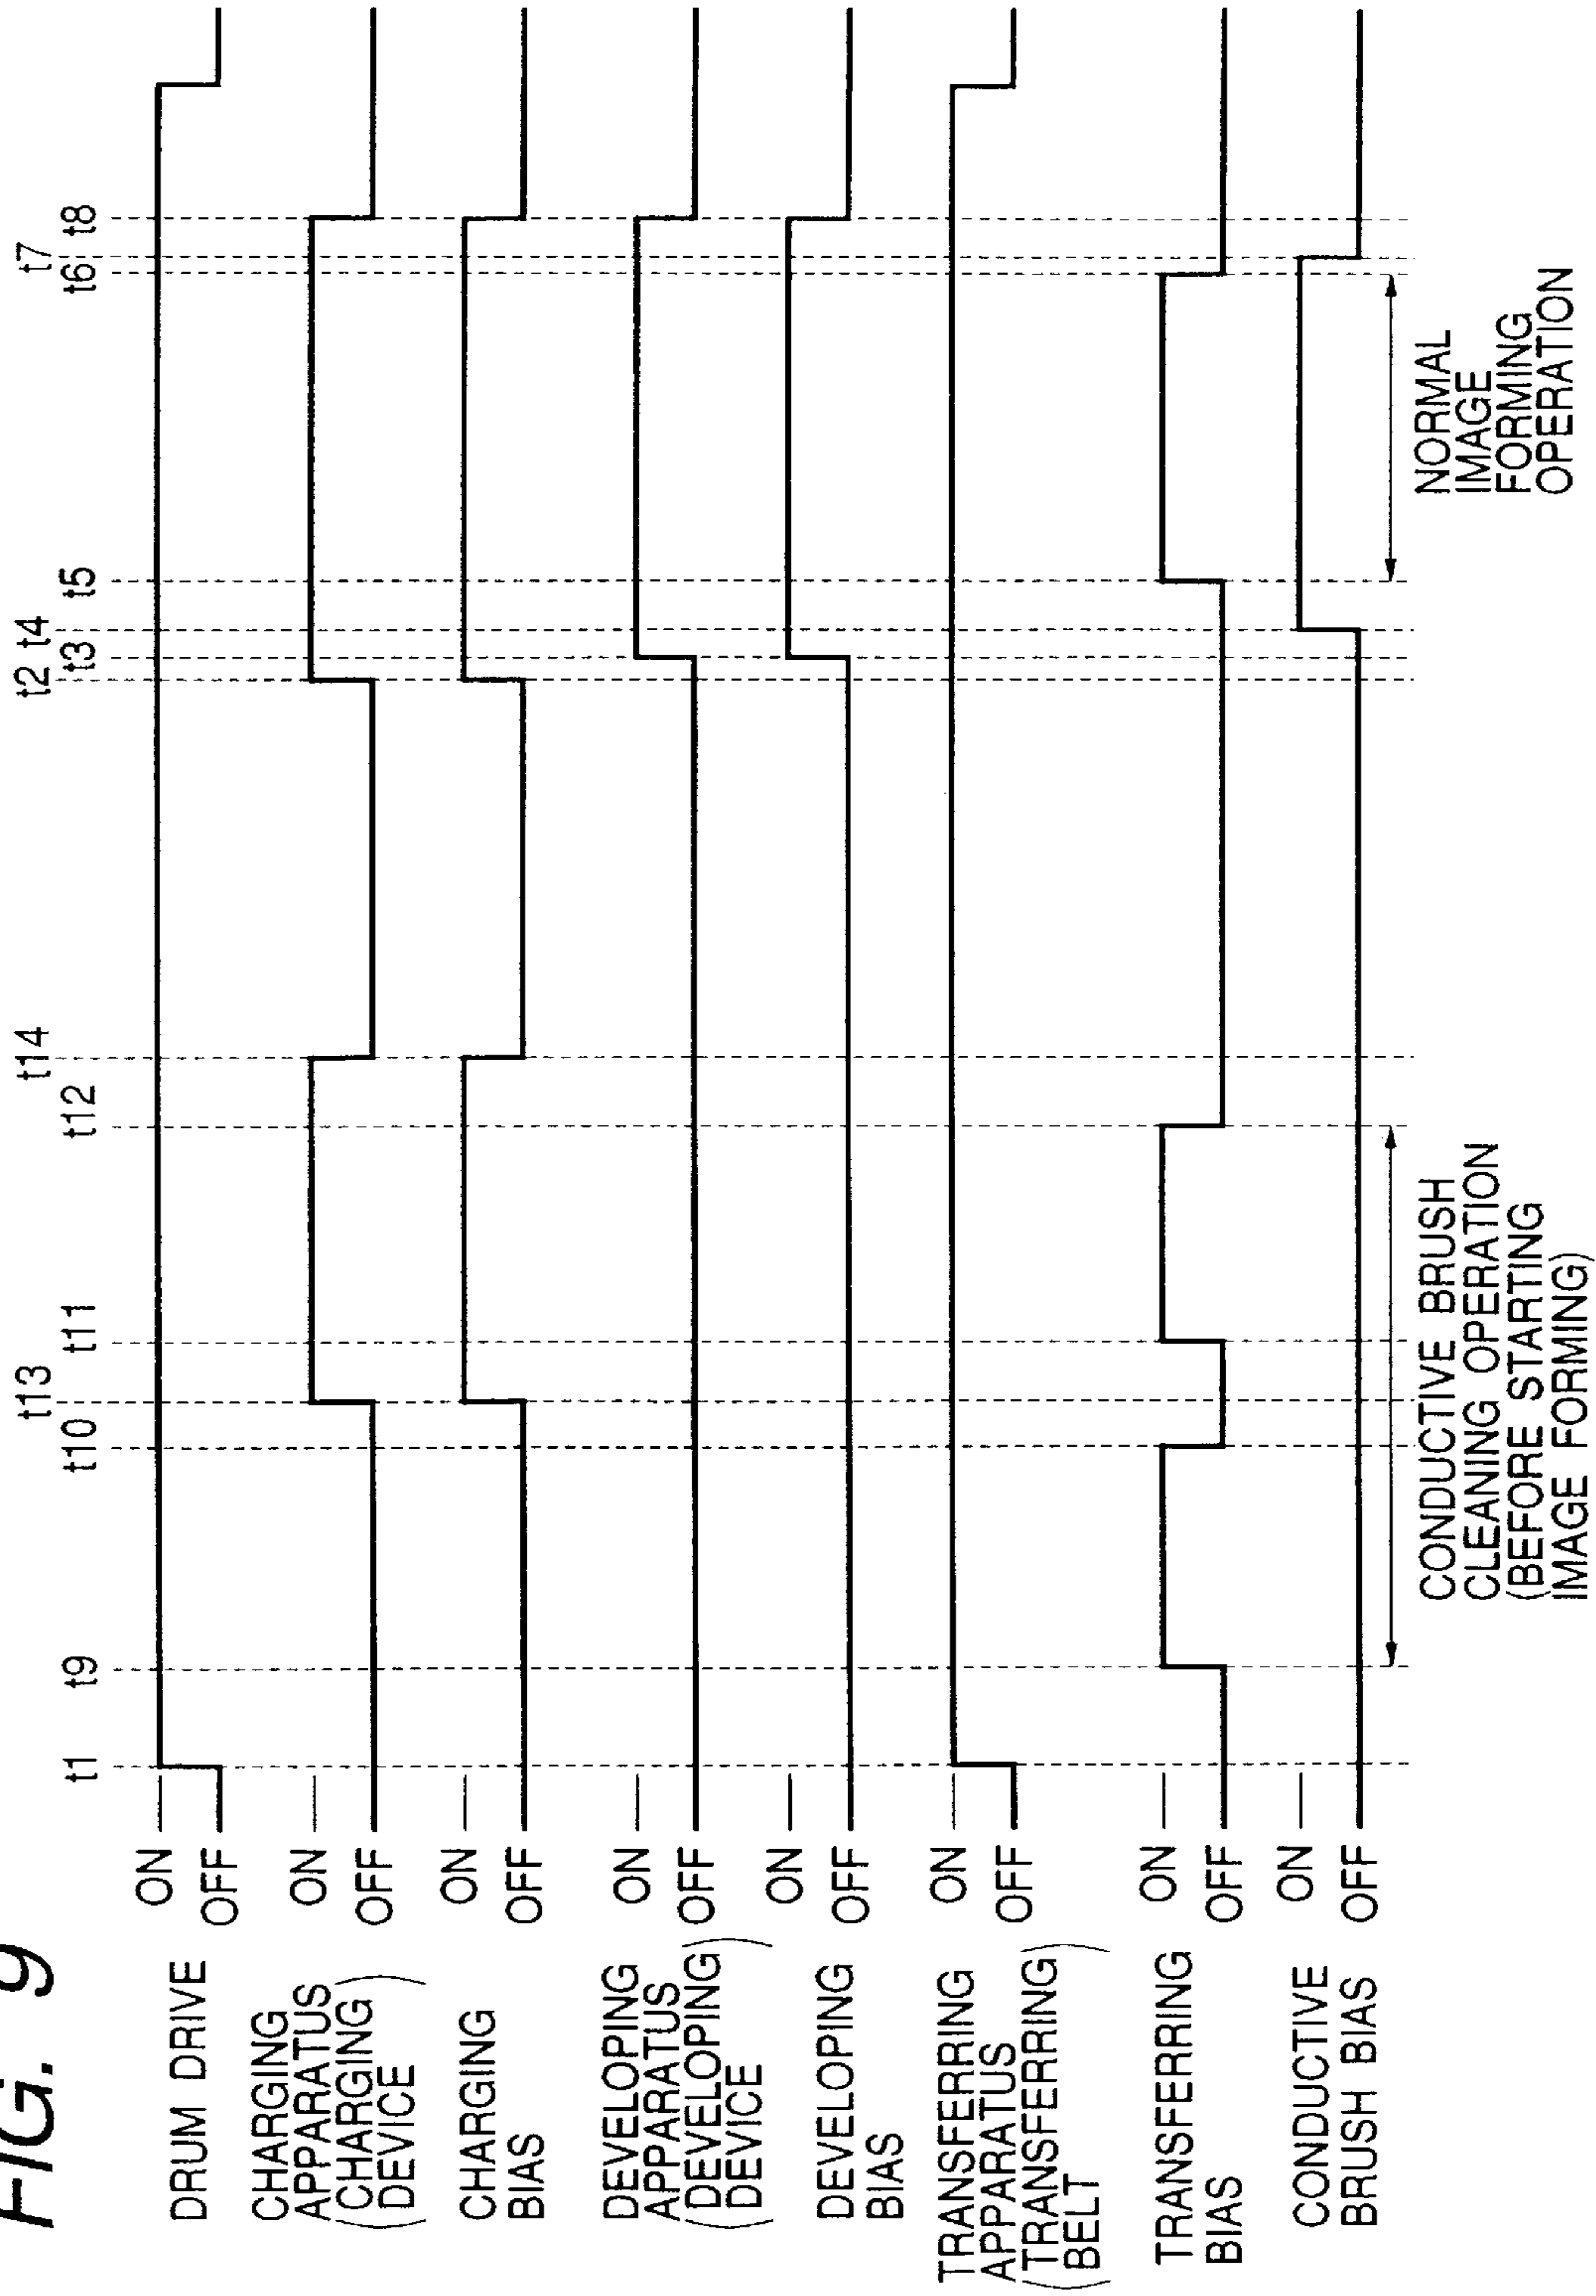 FIG. 9
t1 t9 t10 t13 t11 t12 t14 t2 t3 t4 t5 t6 t7 t8
DRUM DRIVE
ON
OFF
CHARGING
APPARATUS
(CHARGING
DEVICE)
ON
OFF
CHARGING
BIAS
ON
OFF
DEVELOPING
APPARATUS
(DEVELOPING
DEVICE)
ON
OFF
DEVELOPING
BIAS
ON
OFF
TRANSFERRING
APPARATUS
(TRANSFERRING
BELT)
ON
OFF
TRANSFERRING
BIAS
ON
OFF
CONDUCTIVE
BRUSH BIAS
ON
OFF
CONDUCTIVE BRUSH
CLEANING OPERATION
(BEFORE STARTING
IMAGE FORMING)
NORMAL
IMAGE
FORMING
OPERATION